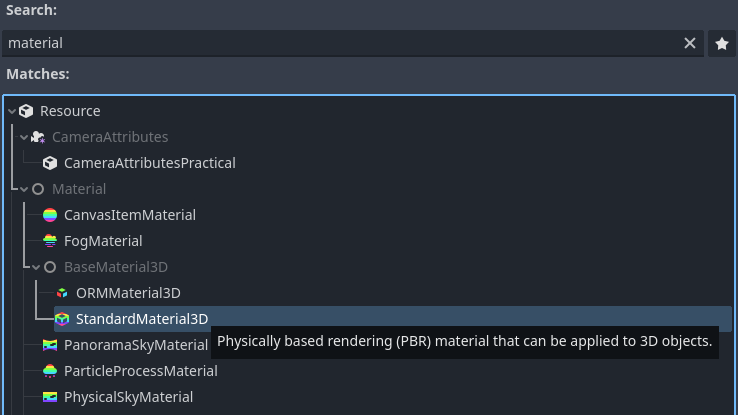 Search:
material
Matches:
Resource
CameraAttributes
CameraAttributesPractical
Material
CanvasItemMaterial
FogMaterial
BaseMaterial3D
ORMMaterial3D
StandardMaterial3D
Physically based rendering (PBR) material that can be applied to 3D objects.
PanoramaSkyMaterial
ParticleProcessMaterial
PhysicalSkyMaterial